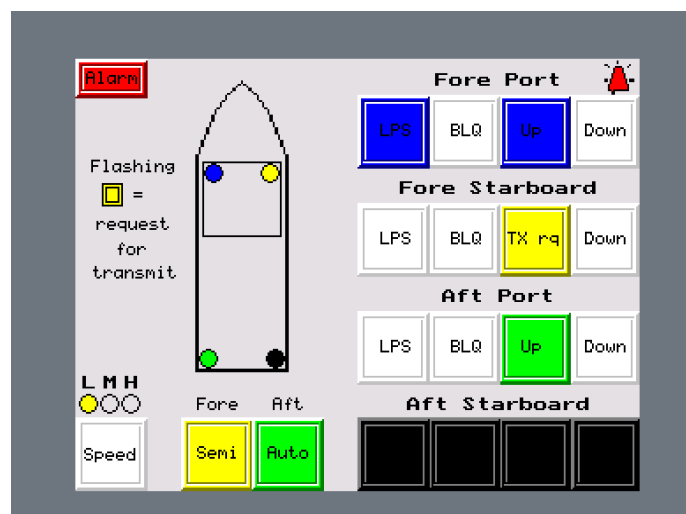 Alarm
Fore Port
LPS BLQ Up Down
Flashing
=
request
for
transmit
Fore Starboard
LPS BLQ TX rq Down
Aft Port
LPS BLQ Up Down
L M H
Fore Aft
Aft Starboard
Speed Semi Auto